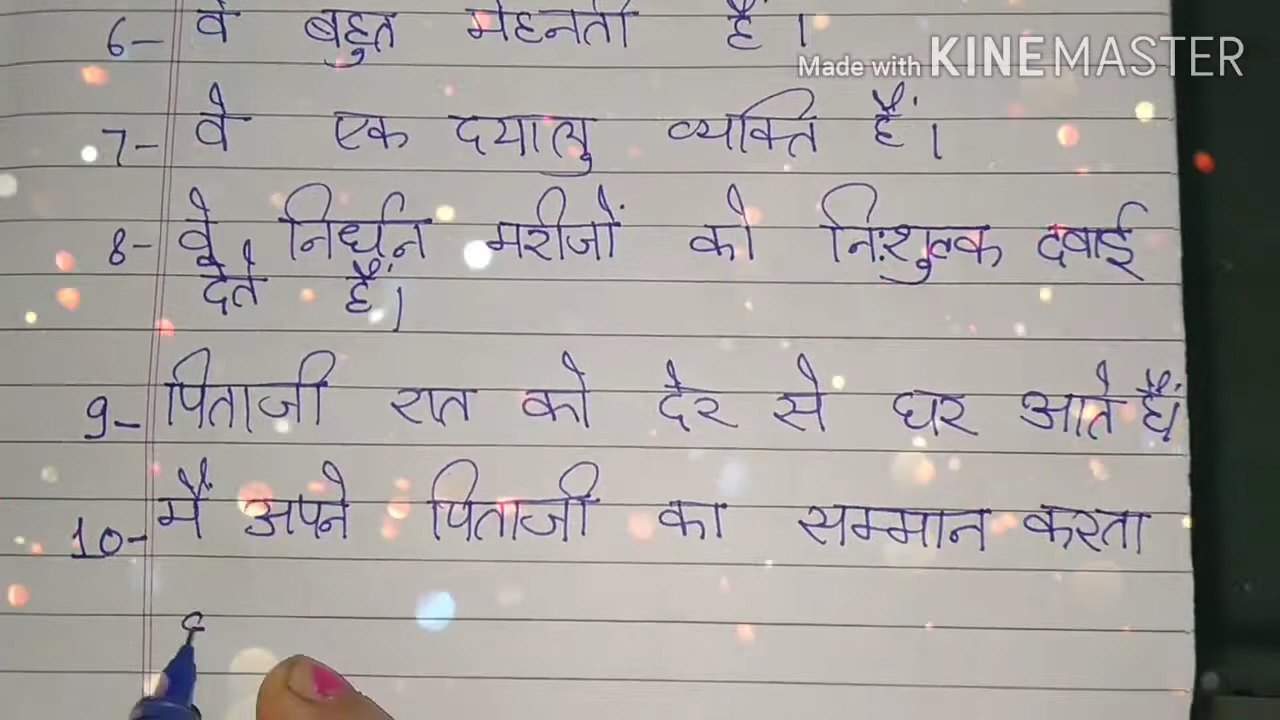 6- वे बहुत मेहनती हैं।
Made with KINEMASTER
7- वे एक दयालु व्यक्ति हैं।
8- वे निर्धन मरीजों को निःशुल्क दवाई
देते हैं।
9- पिताजी रात को देर से घर आते हैं
10- मैं अपने पिताजी का सम्मान करता